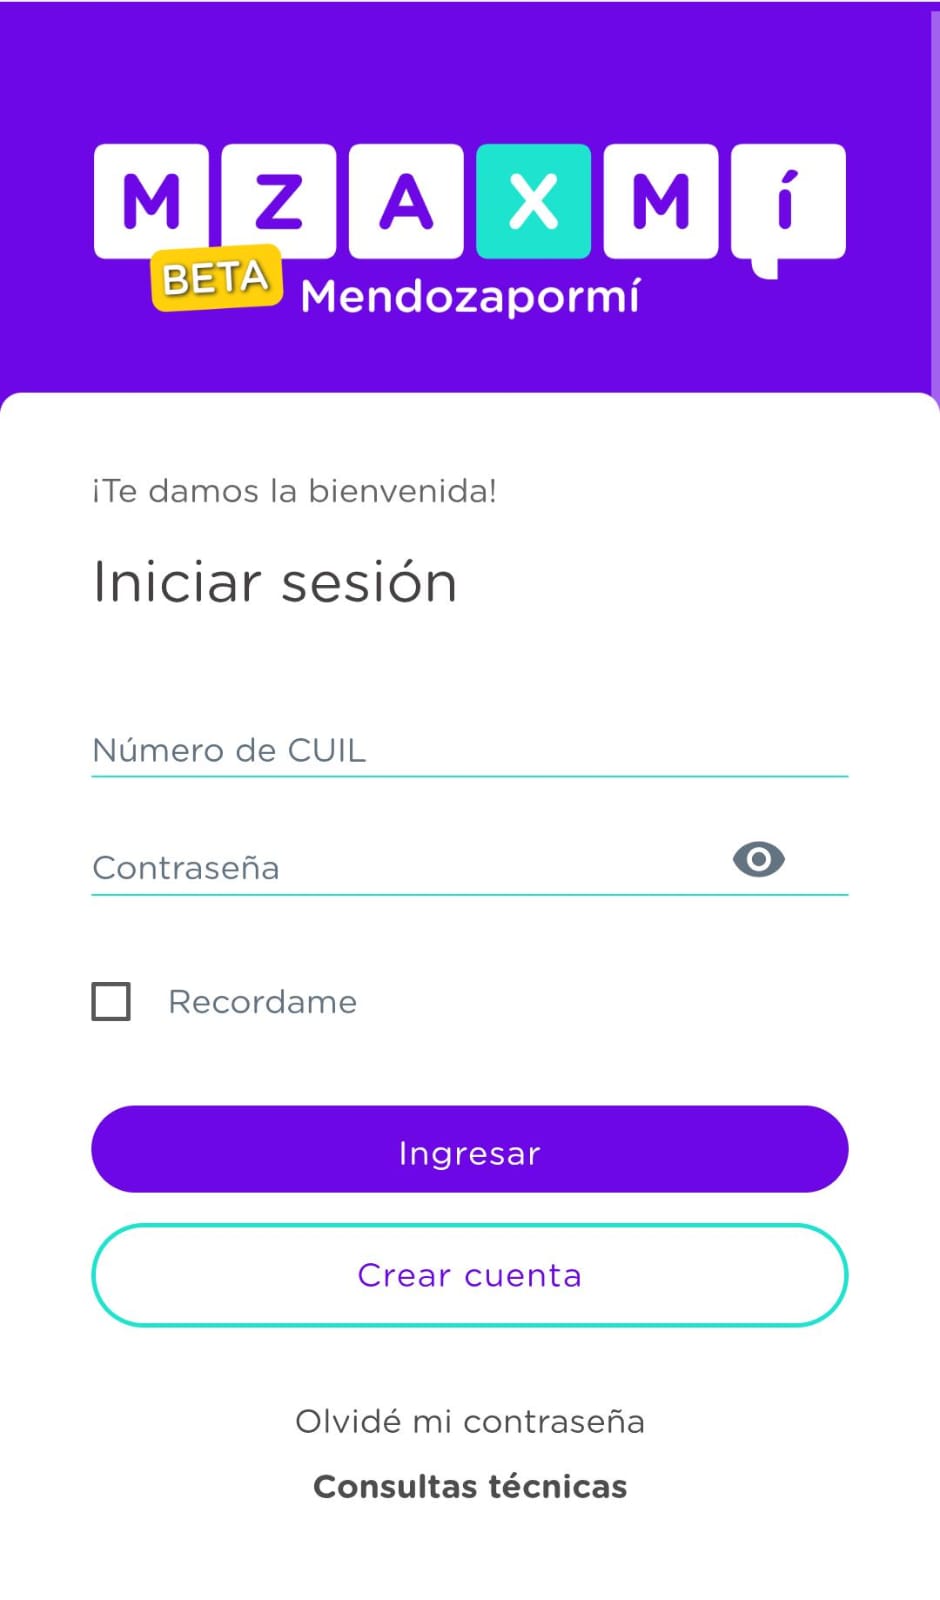 MZAXMí
BETA
Mendozapormí
¡Te damos la bienvenida!
Iniciar sesión
Número de CUIL
Contraseña
Recordame
Ingresar
Crear cuenta
Olvidé mi contraseña
Consultas técnicas